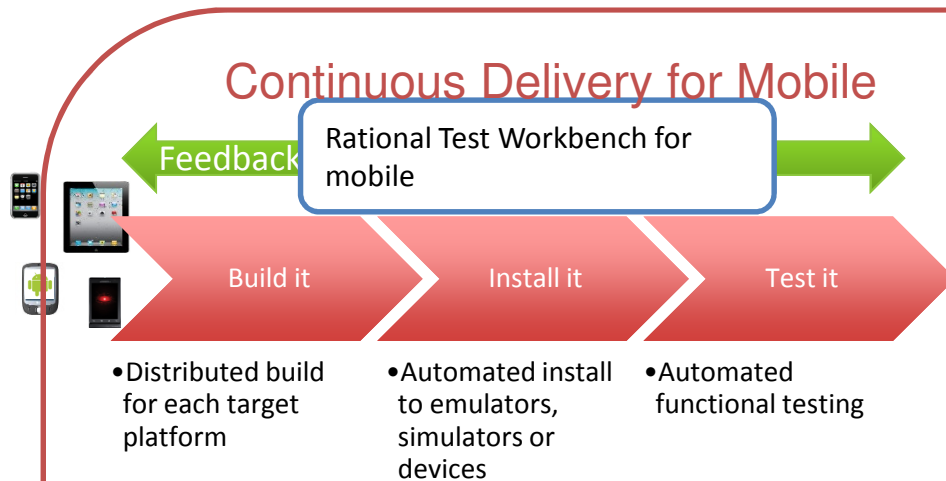 Continuous Delivery for Mobile
Feedback
Rational Test Workbench for
mobile
Build it
Install it
Test it
•Distributed build
for each target
platform
•Automated install
to emulators,
simulators or
devices
•Automated
functional testing